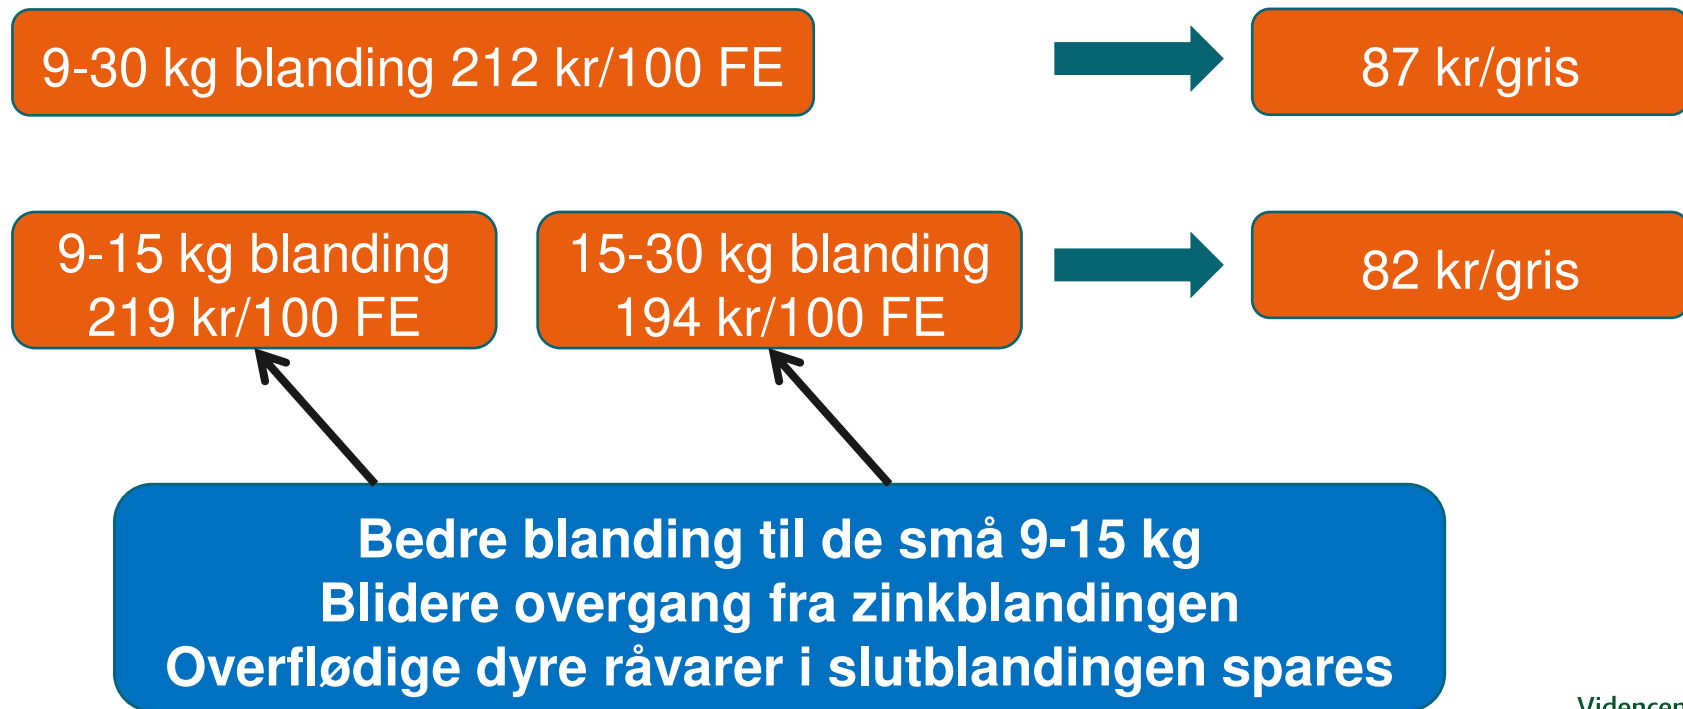 9-30 kg blanding 212 kr/100 FE
87 kr/gris
9-15 kg blanding
219 kr/100 FE
15-30 kg blanding
194 kr/100 FE
82 kr/gris
Bedre blanding til de små 9-15 kg
Blidere overgang fra zinkblandingen
Overflødige dyre råvarer i slutblandingen spares